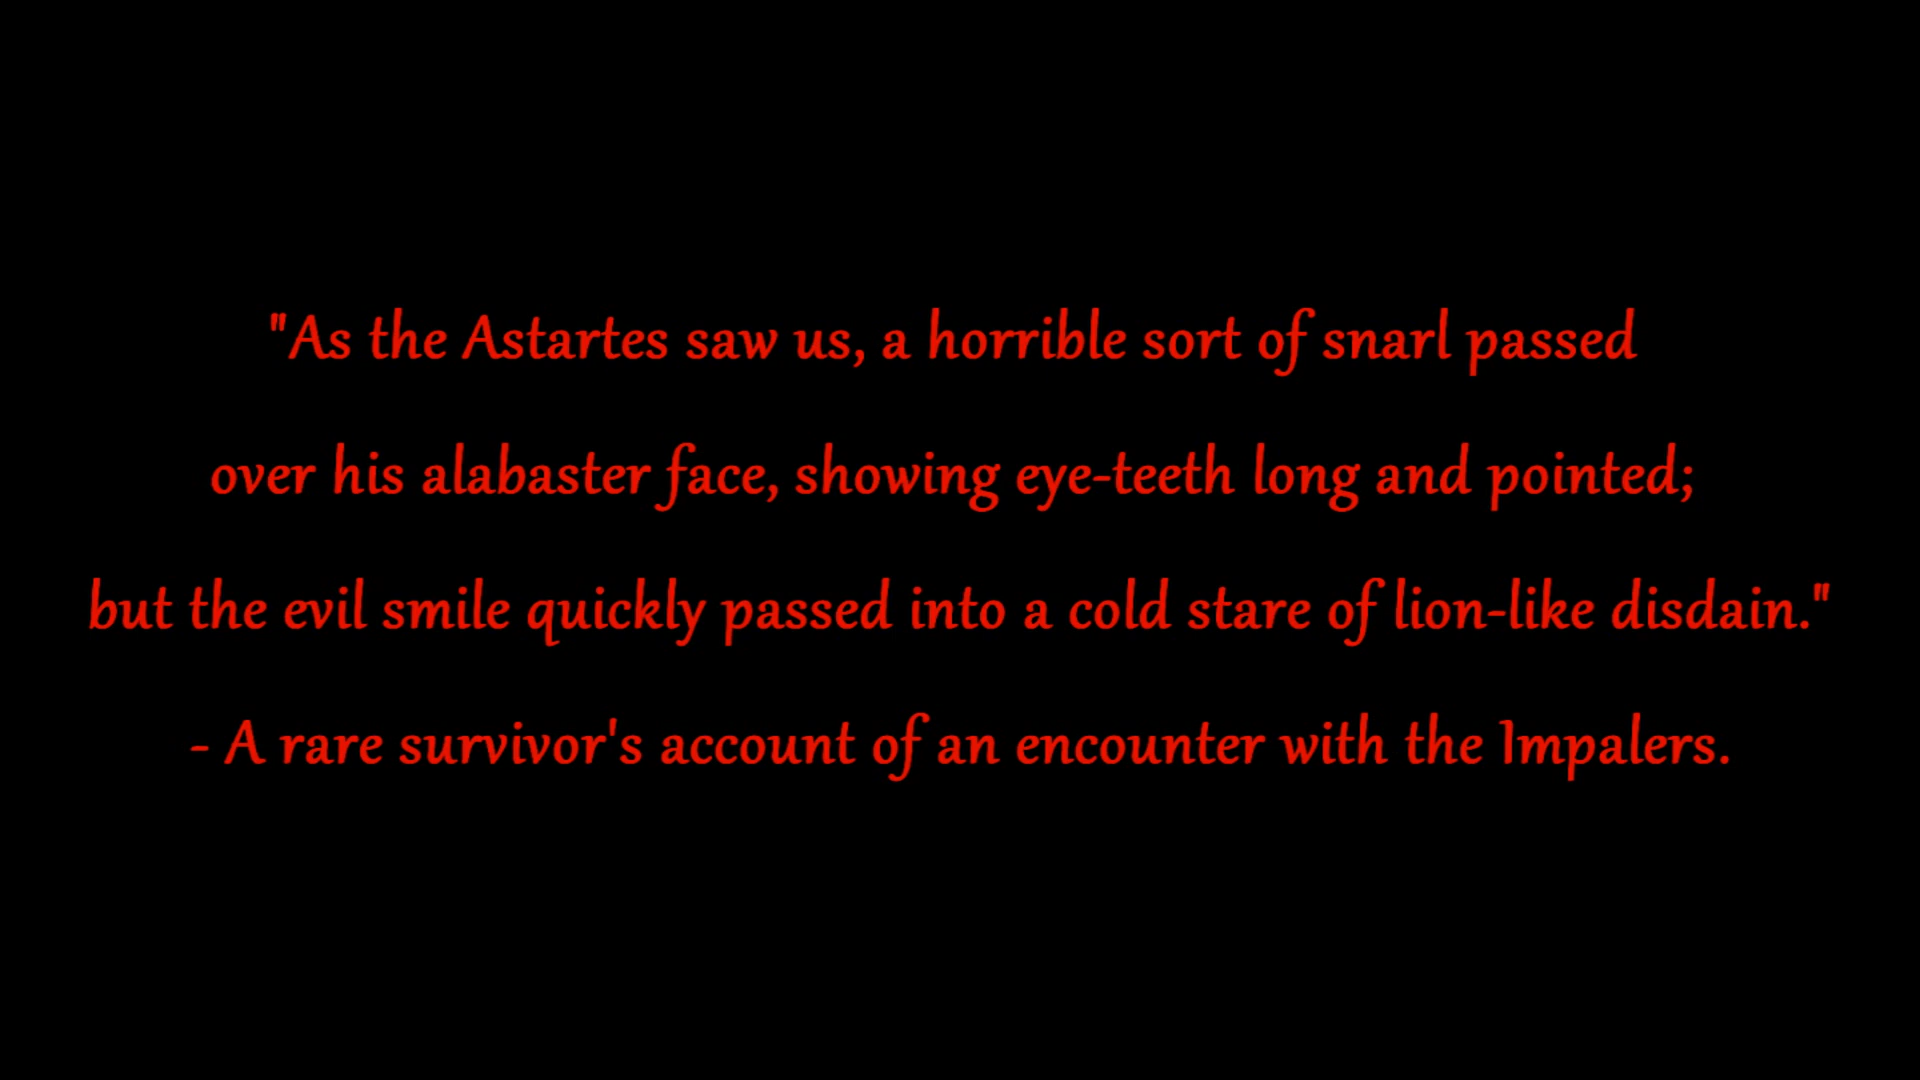 "As the Astartes saw us, a horrible sort of snarl passed
over his alabaster face, showing eye-teeth long and pointed;
but the evil smile quickly passed into a cold stare of lion-like disdain."
- A rare survivor's account of an encounter with the Impalers.